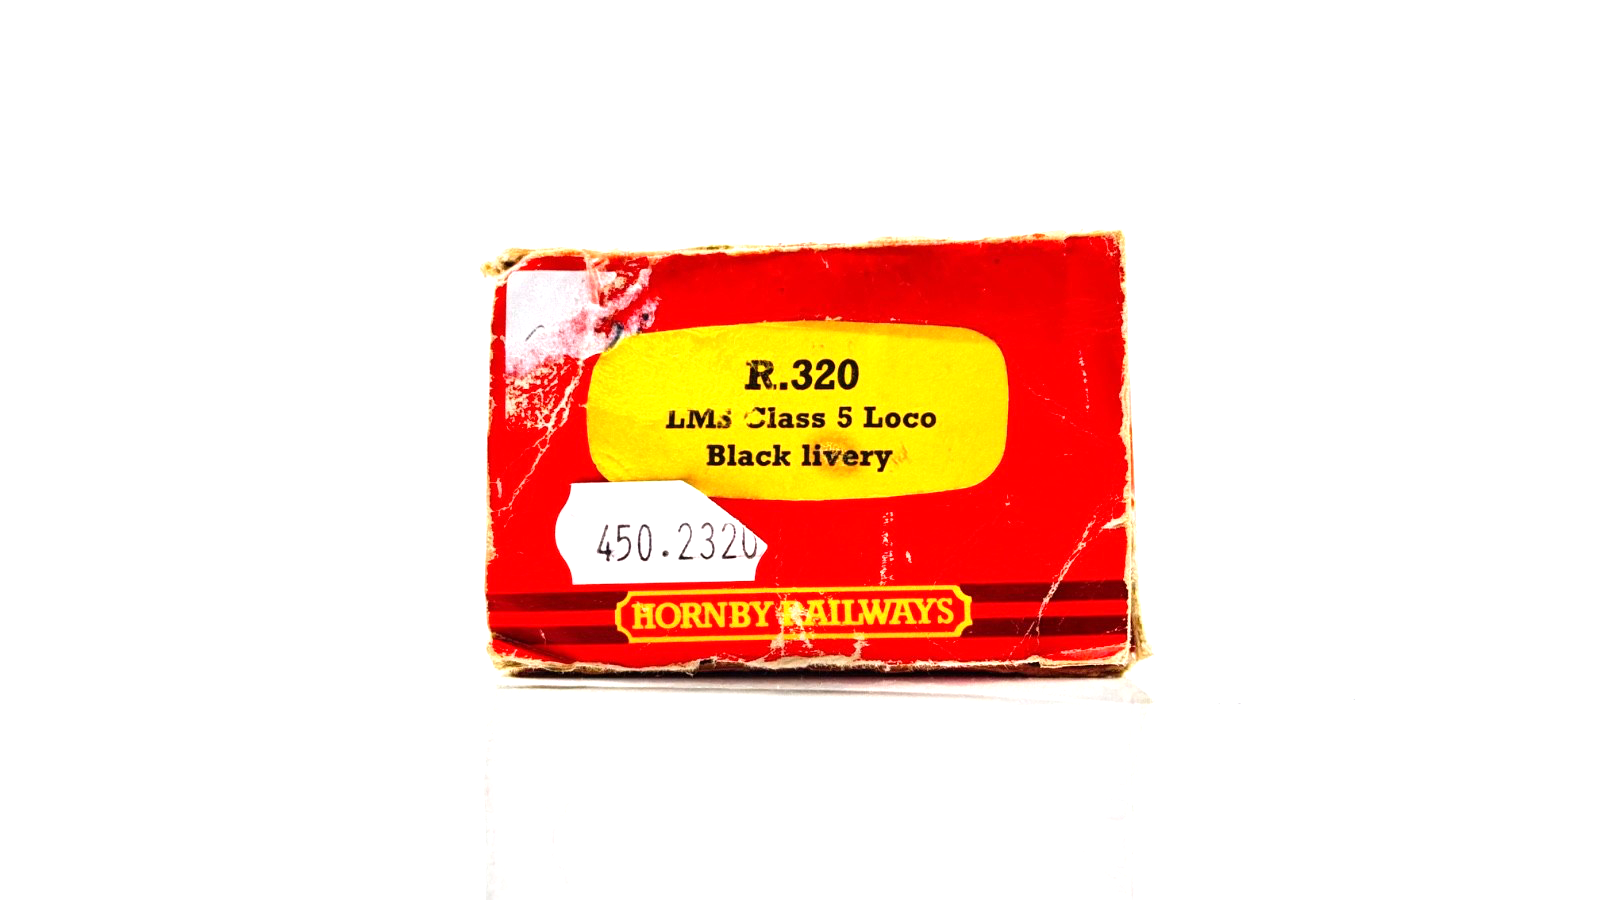 R.320
LMS Class 5 Loco
Black livery
450.2320
HORNBY RAILWAYS